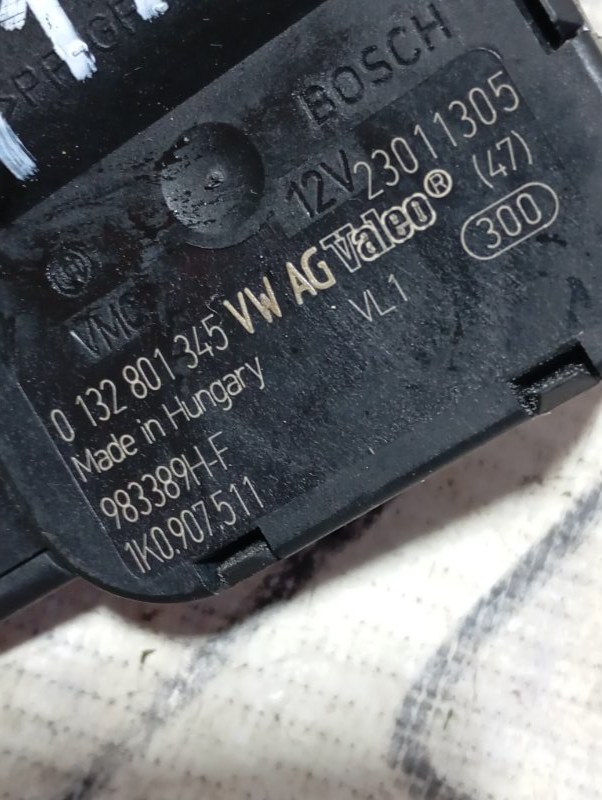 BOSCH
12V 23011305
(47)
VW AG Valeo®
300
VMC
VL1
0 132 801 345
Made in Hungary
983389H-F
1K0.907.511